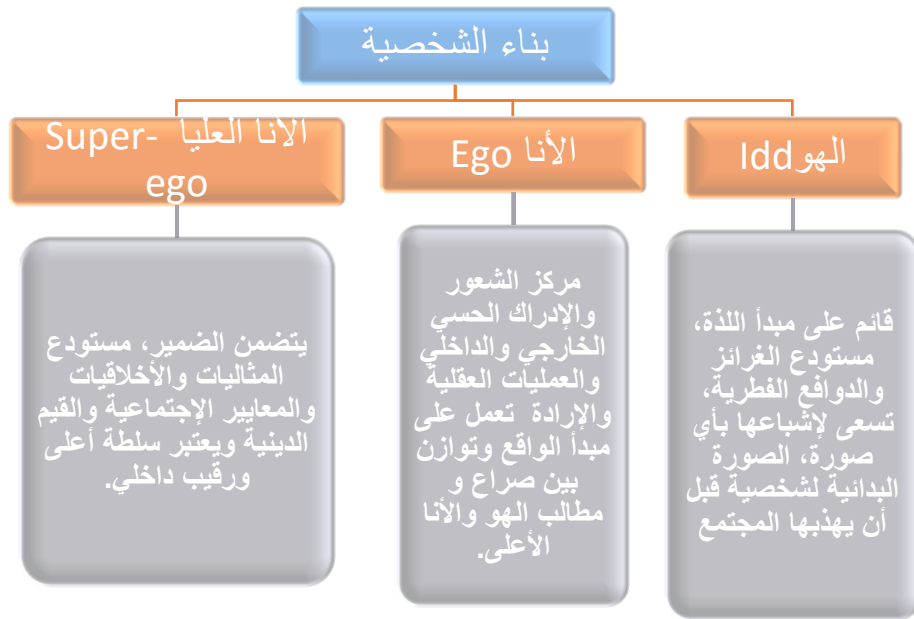 بناء الشخصية
الهو Idd
قائم على مبدأ اللذة،
مستودع الغرائز
والدوافع الفطرية،
تسعى لإشباعها بأي
صورة، الصورة
البدائية لشخصية قبل
أن يهذبها المجتمع
الأنا Ego
مركز الشعور
والإدراك الحسي
الخارجي والداخلي
والعمليات العقلية
والإرادة تعمل على
مبدأ الواقع وتوازن
بين صراع و
مطالب الهو والأنا
الأعلى.
الانا العليا Super-
ego
يتضمن الضمير، مستودع
المثاليات والأخلاقيات
والمعايير الإجتماعية والقيم
الدينية ويعتبر سلطة أعلى
ورقيب داخلي.